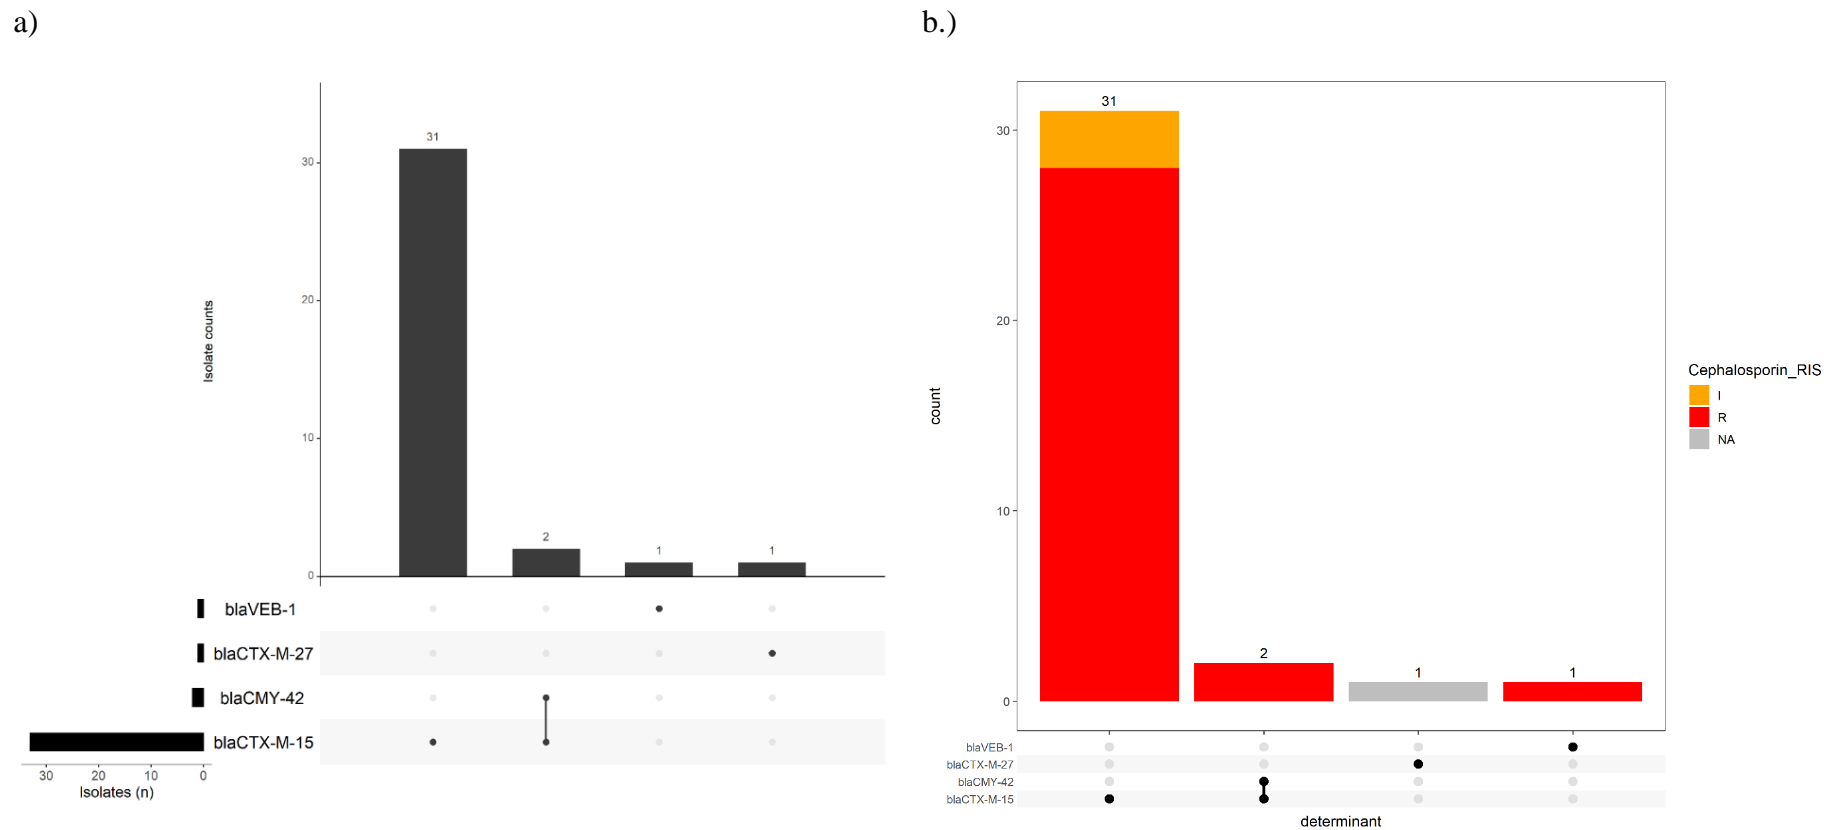 a)
31
30
2
1
1
20
10
0
Isolate counts
blaVEB-1
blaCTX-M-27
blaCMY-42
blaCTX-M-15
30 20 10 0
Isolates (n)
b.)
31
30
20
10
2
1
1
0
count
blaVEB-1
blaCTX-M-27
blaCMY-42
blaCTX-M-15
determinant
Cephalosporin_RIS
I
R
NA